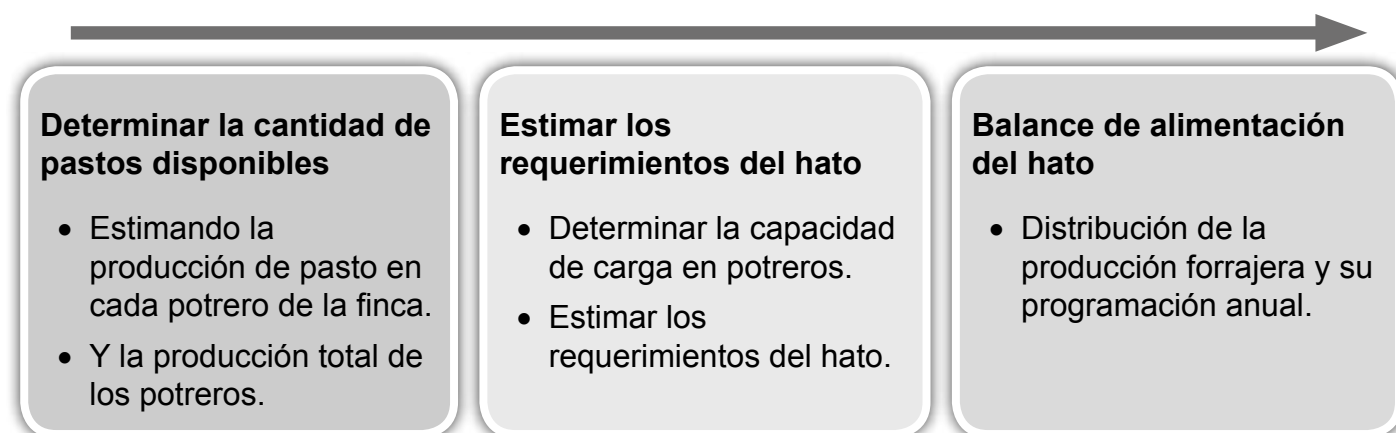 Determinar la cantidad de
pastos disponibles
• Estimando la
producción de pasto en
cada potrero de la finca.
• Y la producción total de
los potreros.
Estimar los
requerimientos del hato
• Determinar la capacidad
de carga en potreros.
• Estimar los
requerimientos del hato.
Balance de alimentación
del hato
• Distribución de la
producción forrajera y su
programación anual.